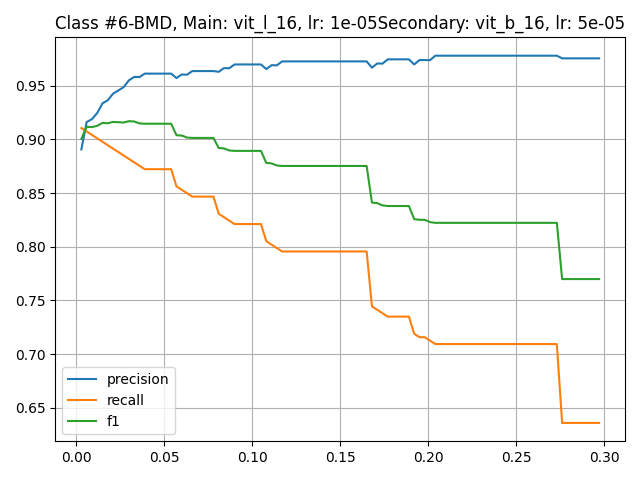 Class #6-BMD, Main: vit_l_16, lr: 1e-05Secondary: vit_b_16, lr: 5e-05
0.95
0.90
0.85
0.80
0.75
0.70
0.65
precision
recall
f1
0.00 0.05 0.10 0.15 0.20 0.25 0.30